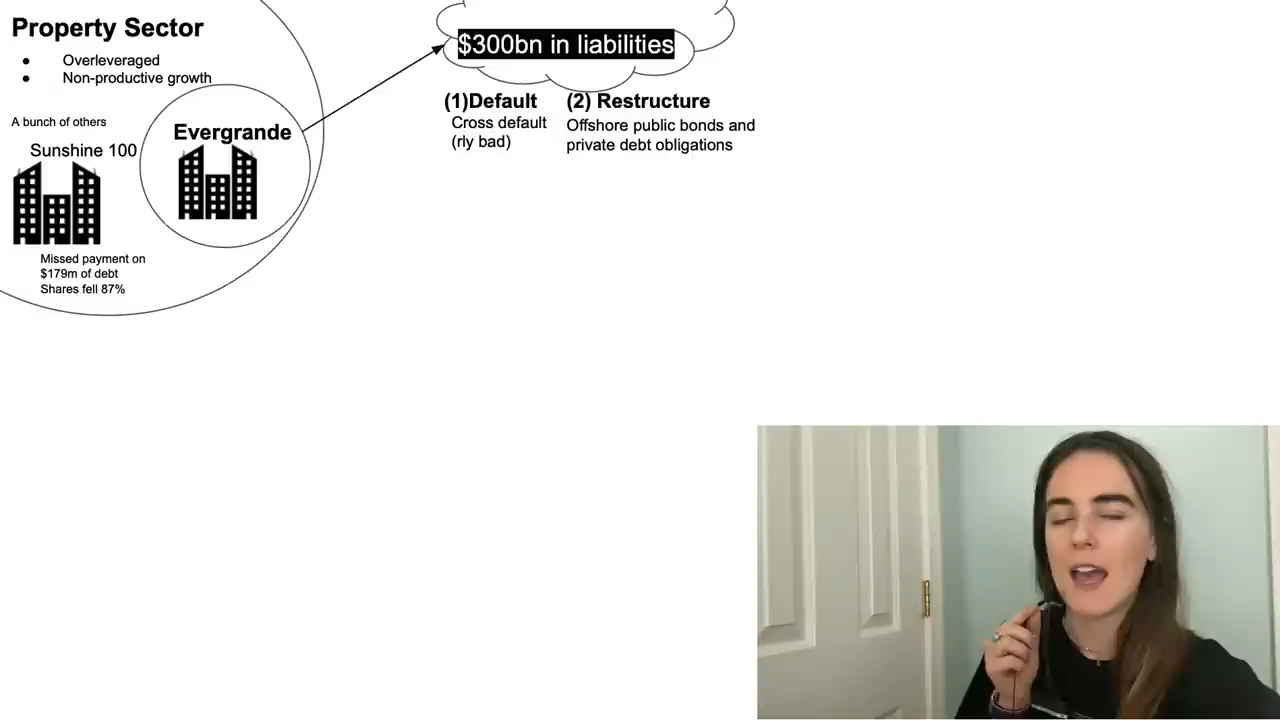 Property Sector
● Overleveraged
● Non-productive growth
A bunch of others
Sunshine 100
Evergrande
Missed payment on
$179m of debt
Shares fell 87%
$300bn in liabilities
(1)Default
Cross default
(rly bad)
(2) Restructure
Offshore public bonds and
private debt obligations